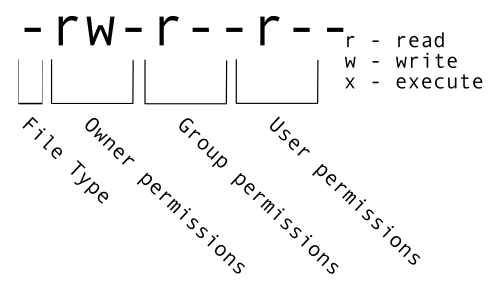 -rw-r--r--
r - read
w - write
x - execute
File Type
Owner permissions
Group permissions
User permissions